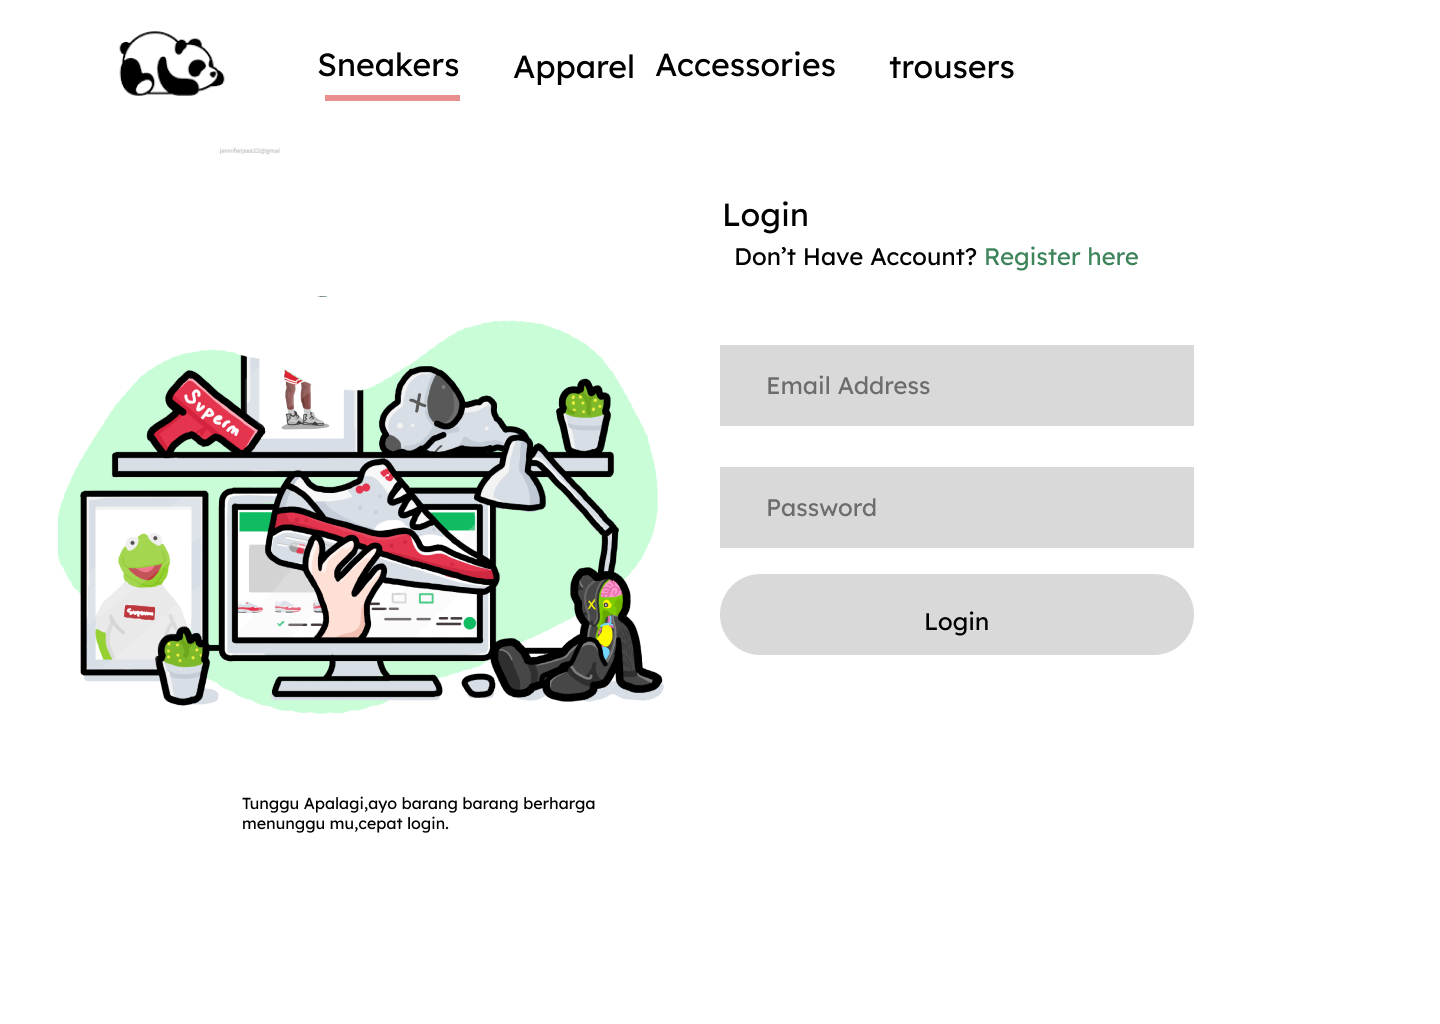 Sneakers Apparel Accessories trousers
Login
Don’t Have Account? Register here
Email Address
Password
Login
Superm
Tunggu Apalagi,ayo barang barang berharga
menunggu mu,cepat login.